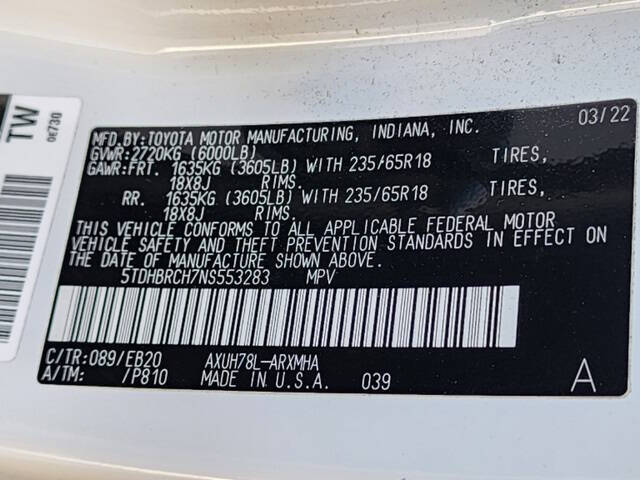 TW
0e730
03/22
MFD.BY:TOYOTA MOTOR MANUFACTURING, INDIANA, INC.
GVWR:2720KG (6000LB)
GAWR:FRT. 1635KG (3605LB) WITH 235/65R18 TIRES,
18X8J RIMS.
RR. 1635KG (3605LB) WITH 235/65R18 TIRES,
18X8J RIMS.
THIS VEHICLE CONFORMS TO ALL APPLICABLE FEDERAL MOTOR
VEHICLE SAFETY AND THEFT PREVENTION STANDARDS IN EFFECT ON
THE DATE OF MANUFACTURE SHOWN ABOVE.
5TDHBRCH7NS553283 MPV
C/TR:089/EB20 AXUH78L-ARXMHA
A/TM: /P810 MADE IN U.S.A. 039 A